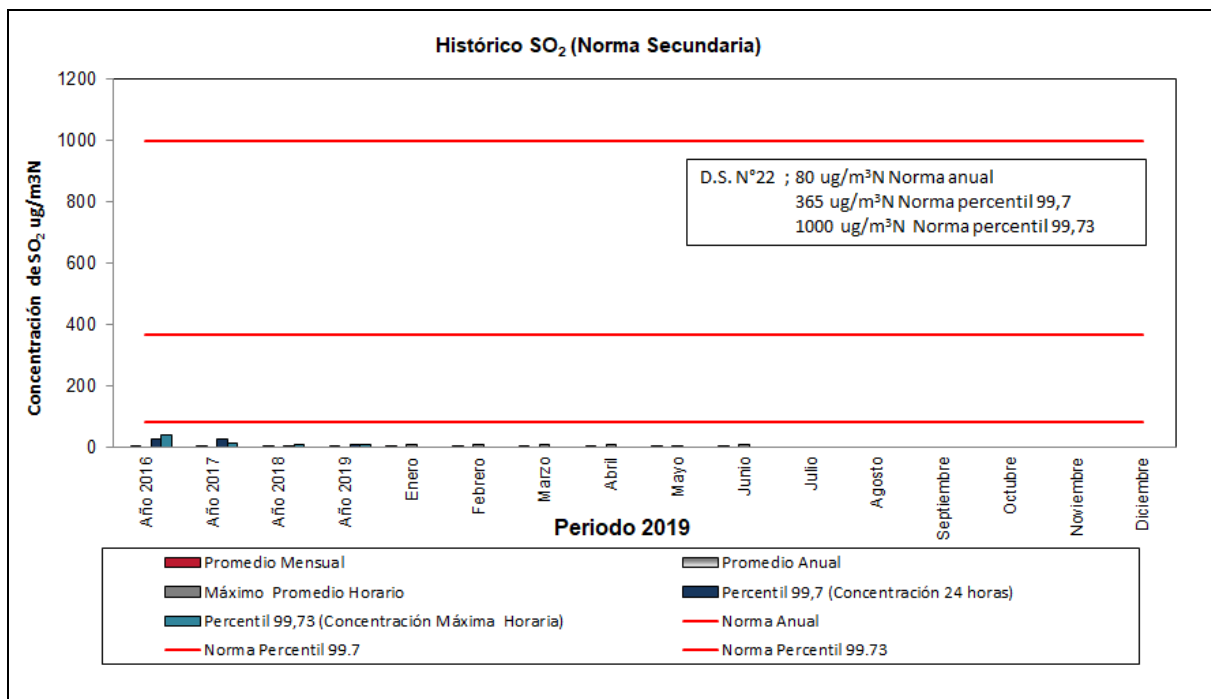 Histórico SO₂ (Norma Secundaria)
1200
1000
800
600
400
200
0
Concentración de SO₂ ug/m3N
D.S. N°22 ; 80 ug/m³N Norma anual
365 ug/m³N Norma percentil 99,7
1000 ug/m³N Norma percentil 99,73
Año 2016
Año 2017
Año 2018
Año 2019
Enero
Febrero
Marzo
Abril
Mayo
Junio
Julio
Agosto
Septiembre
Octubre
Noviembre
Diciembre
Periodo 2019
Promedio Mensual
Promedio Anual
Máximo Promedio Horario
Percentil 99,7 (Concentración 24 horas)
Percentil 99,73 (Concentración Máxima Horaria)
Norma Anual
Norma Percentil 99.7
Norma Percentil 99.73